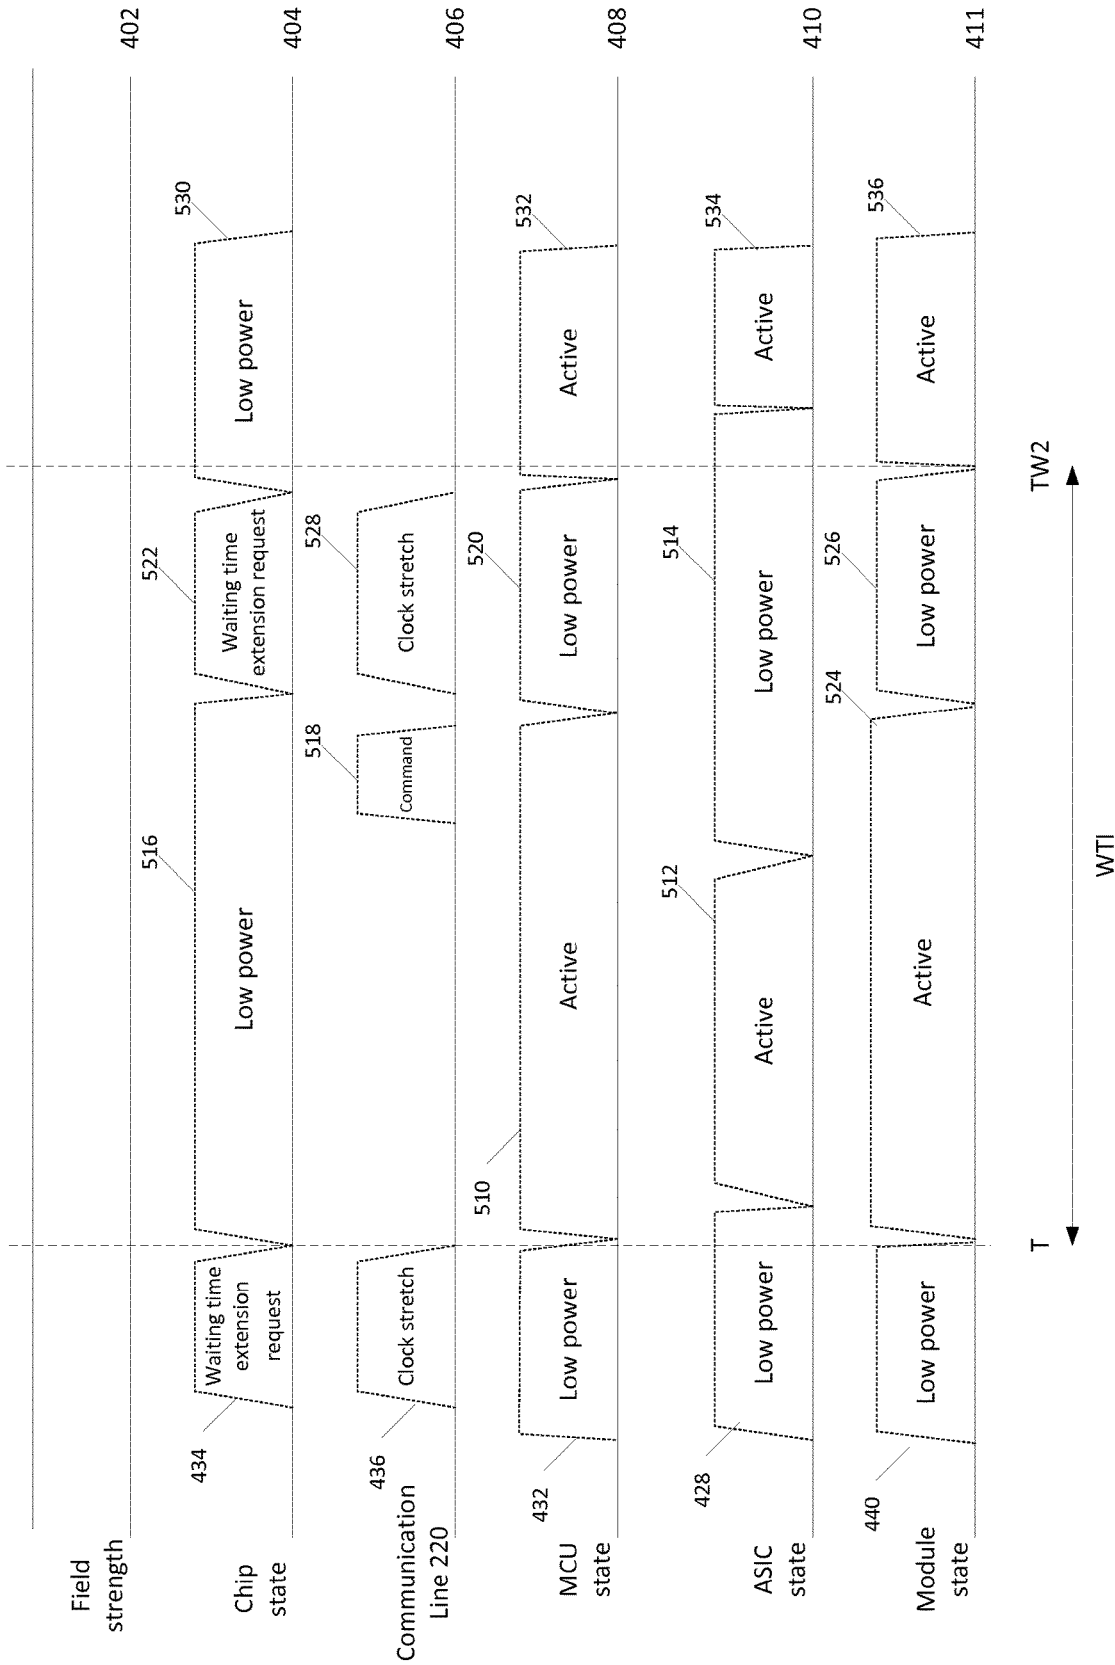 Field
strength
402
Chip
state
434
Waiting time
extension
request
516
Low power
522
Waiting time
extension request
Low power
530
404
Communication
Line 220
436
Clock stretch
518
Command
528
Clock stretch
406
MCU
state
432
Low power
510
Active
520
Low power
Active
532
408
ASIC
state
428
Low power
Active
512
Low power
514
Active
534
410
Module
state
440
Low power
Active
524
Low power
526
Active
536
411
T
TW2
WTI